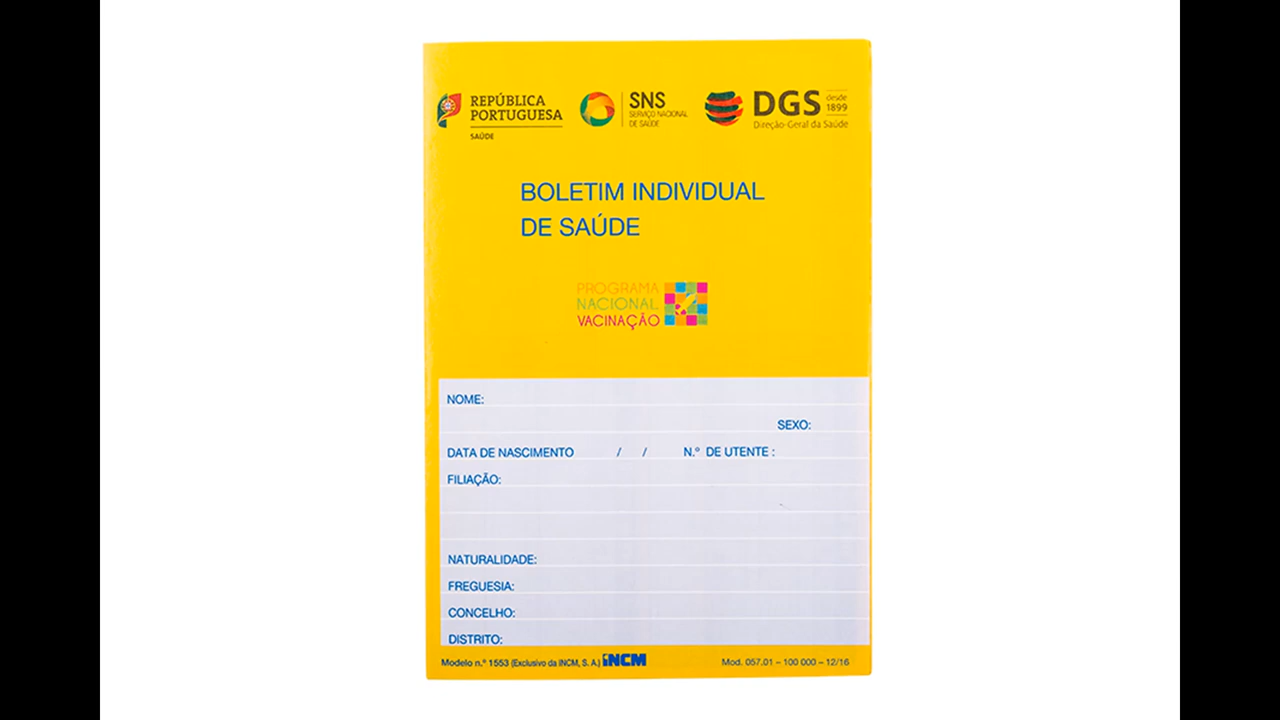 REPÚBLICA
PORTUGUESA
SAÚDE
SNS
SERVIÇO NACIONAL
DE SAÚDE
DGS desde
1899
Direção-Geral da Saúde
BOLETIM INDIVIDUAL
DE SAÚDE
PROGRAMA
NACIONAL
VACINAÇÃO
NOME:
SEXO:
DATA DE NASCIMENTO / / N.º DE UTENTE :
FILIAÇÃO:
NATURALIDADE:
FREGUESIA:
CONCELHO:
DISTRITO:
Modelo n.º 1553 (Exclusivo da INCM, S. A.) INCM Mod. 057.01 – 100 000 – 12/16